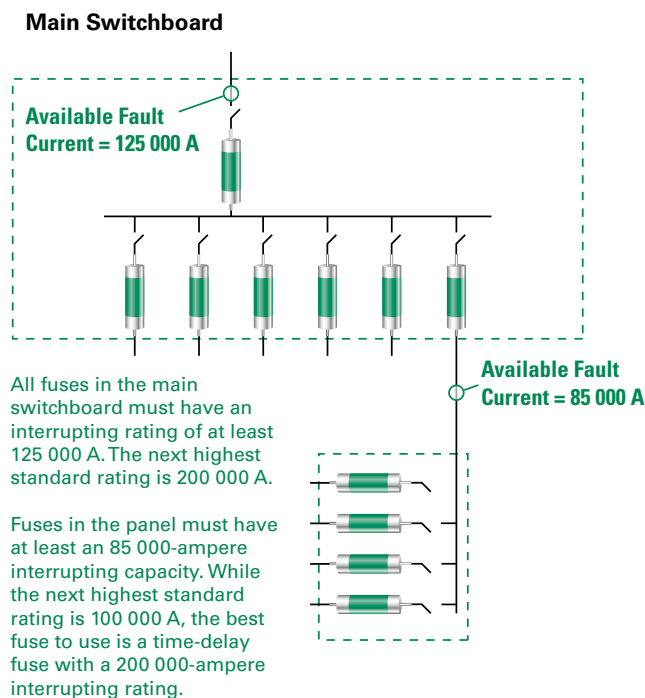 Main Switchboard
Available Fault
Current = 125 000 A
Available Fault
Current = 85 000 A
All fuses in the main
switchboard must have an
interrupting rating of at least
125 000 A. The next highest
standard rating is 200 000 A.
Fuses in the panel must have
at least an 85 000-ampere
interrupting capacity. While
the next highest standard
rating is 100 000 A, the best
fuse to use is a time-delay
fuse with a 200 000-ampere
interrupting rating.